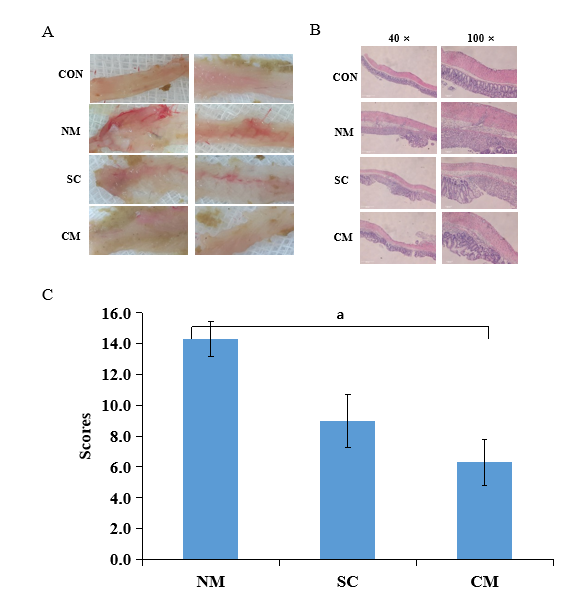 A
CON
NM
SC
CM
B
40 × 100 ×
CON
NM
SC
CM
C
a
Scores
16.0
14.0
12.0
10.0
8.0
6.0
4.0
2.0
0.0
NM SC CM